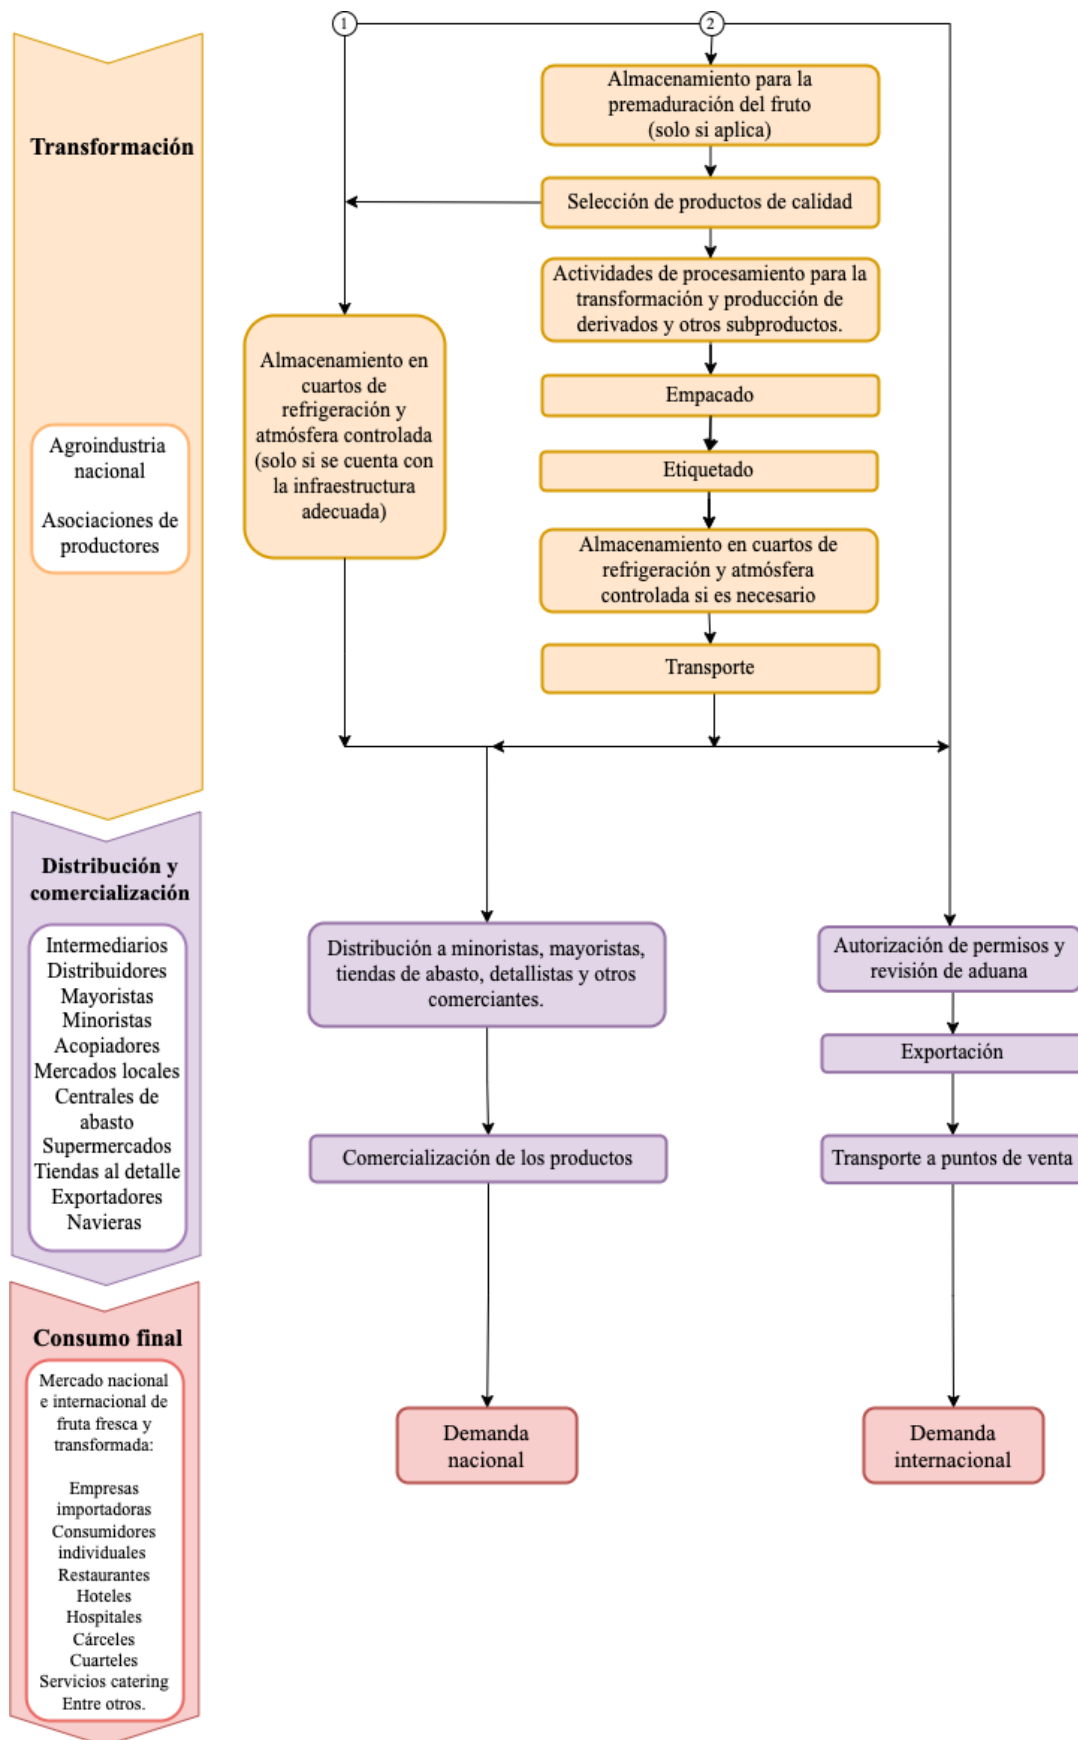 1
2
Transformación
Agroindustria
nacional
Asociaciones de
productores
Almacenamiento para la
premaduración del fruto
(solo si aplica)
Selección de productos de calidad
Actividades de procesamiento para la
transformación y producción de
derivados y otros subproductos.
Almacenamiento en
cuartos de
refrigeración y
atmósfera controlada
(solo si se cuenta con
la infraestructura
adecuada)
Empacado
Etiquetado
Almacenamiento en cuartos de
refrigeración y atmósfera
controlada si es necesario
Transporte
Distribución y
comercialización
Intermediarios
Distribuidores
Mayoristas
Minoristas
Acopiadores
Mercados locales
Centrales de
abasto
Supermercados
Tiendas al detalle
Exportadores
Navieras
Distribución a minoristas, mayoristas,
tiendas de abasto, detallistas y otros
comerciantes.
Comercialización de los productos
Autorización de permisos y
revisión de aduana
Exportación
Transporte a puntos de venta
Consumo final
Mercado nacional
e internacional de
fruta fresca y
transformada:
Empresas
importadoras
Consumidores
individuales
Restaurantes
Hoteles
Hospitales
Cárceles
Cuarteles
Servicios catering
Entre otros.
Demanda
nacional
Demanda
internacional